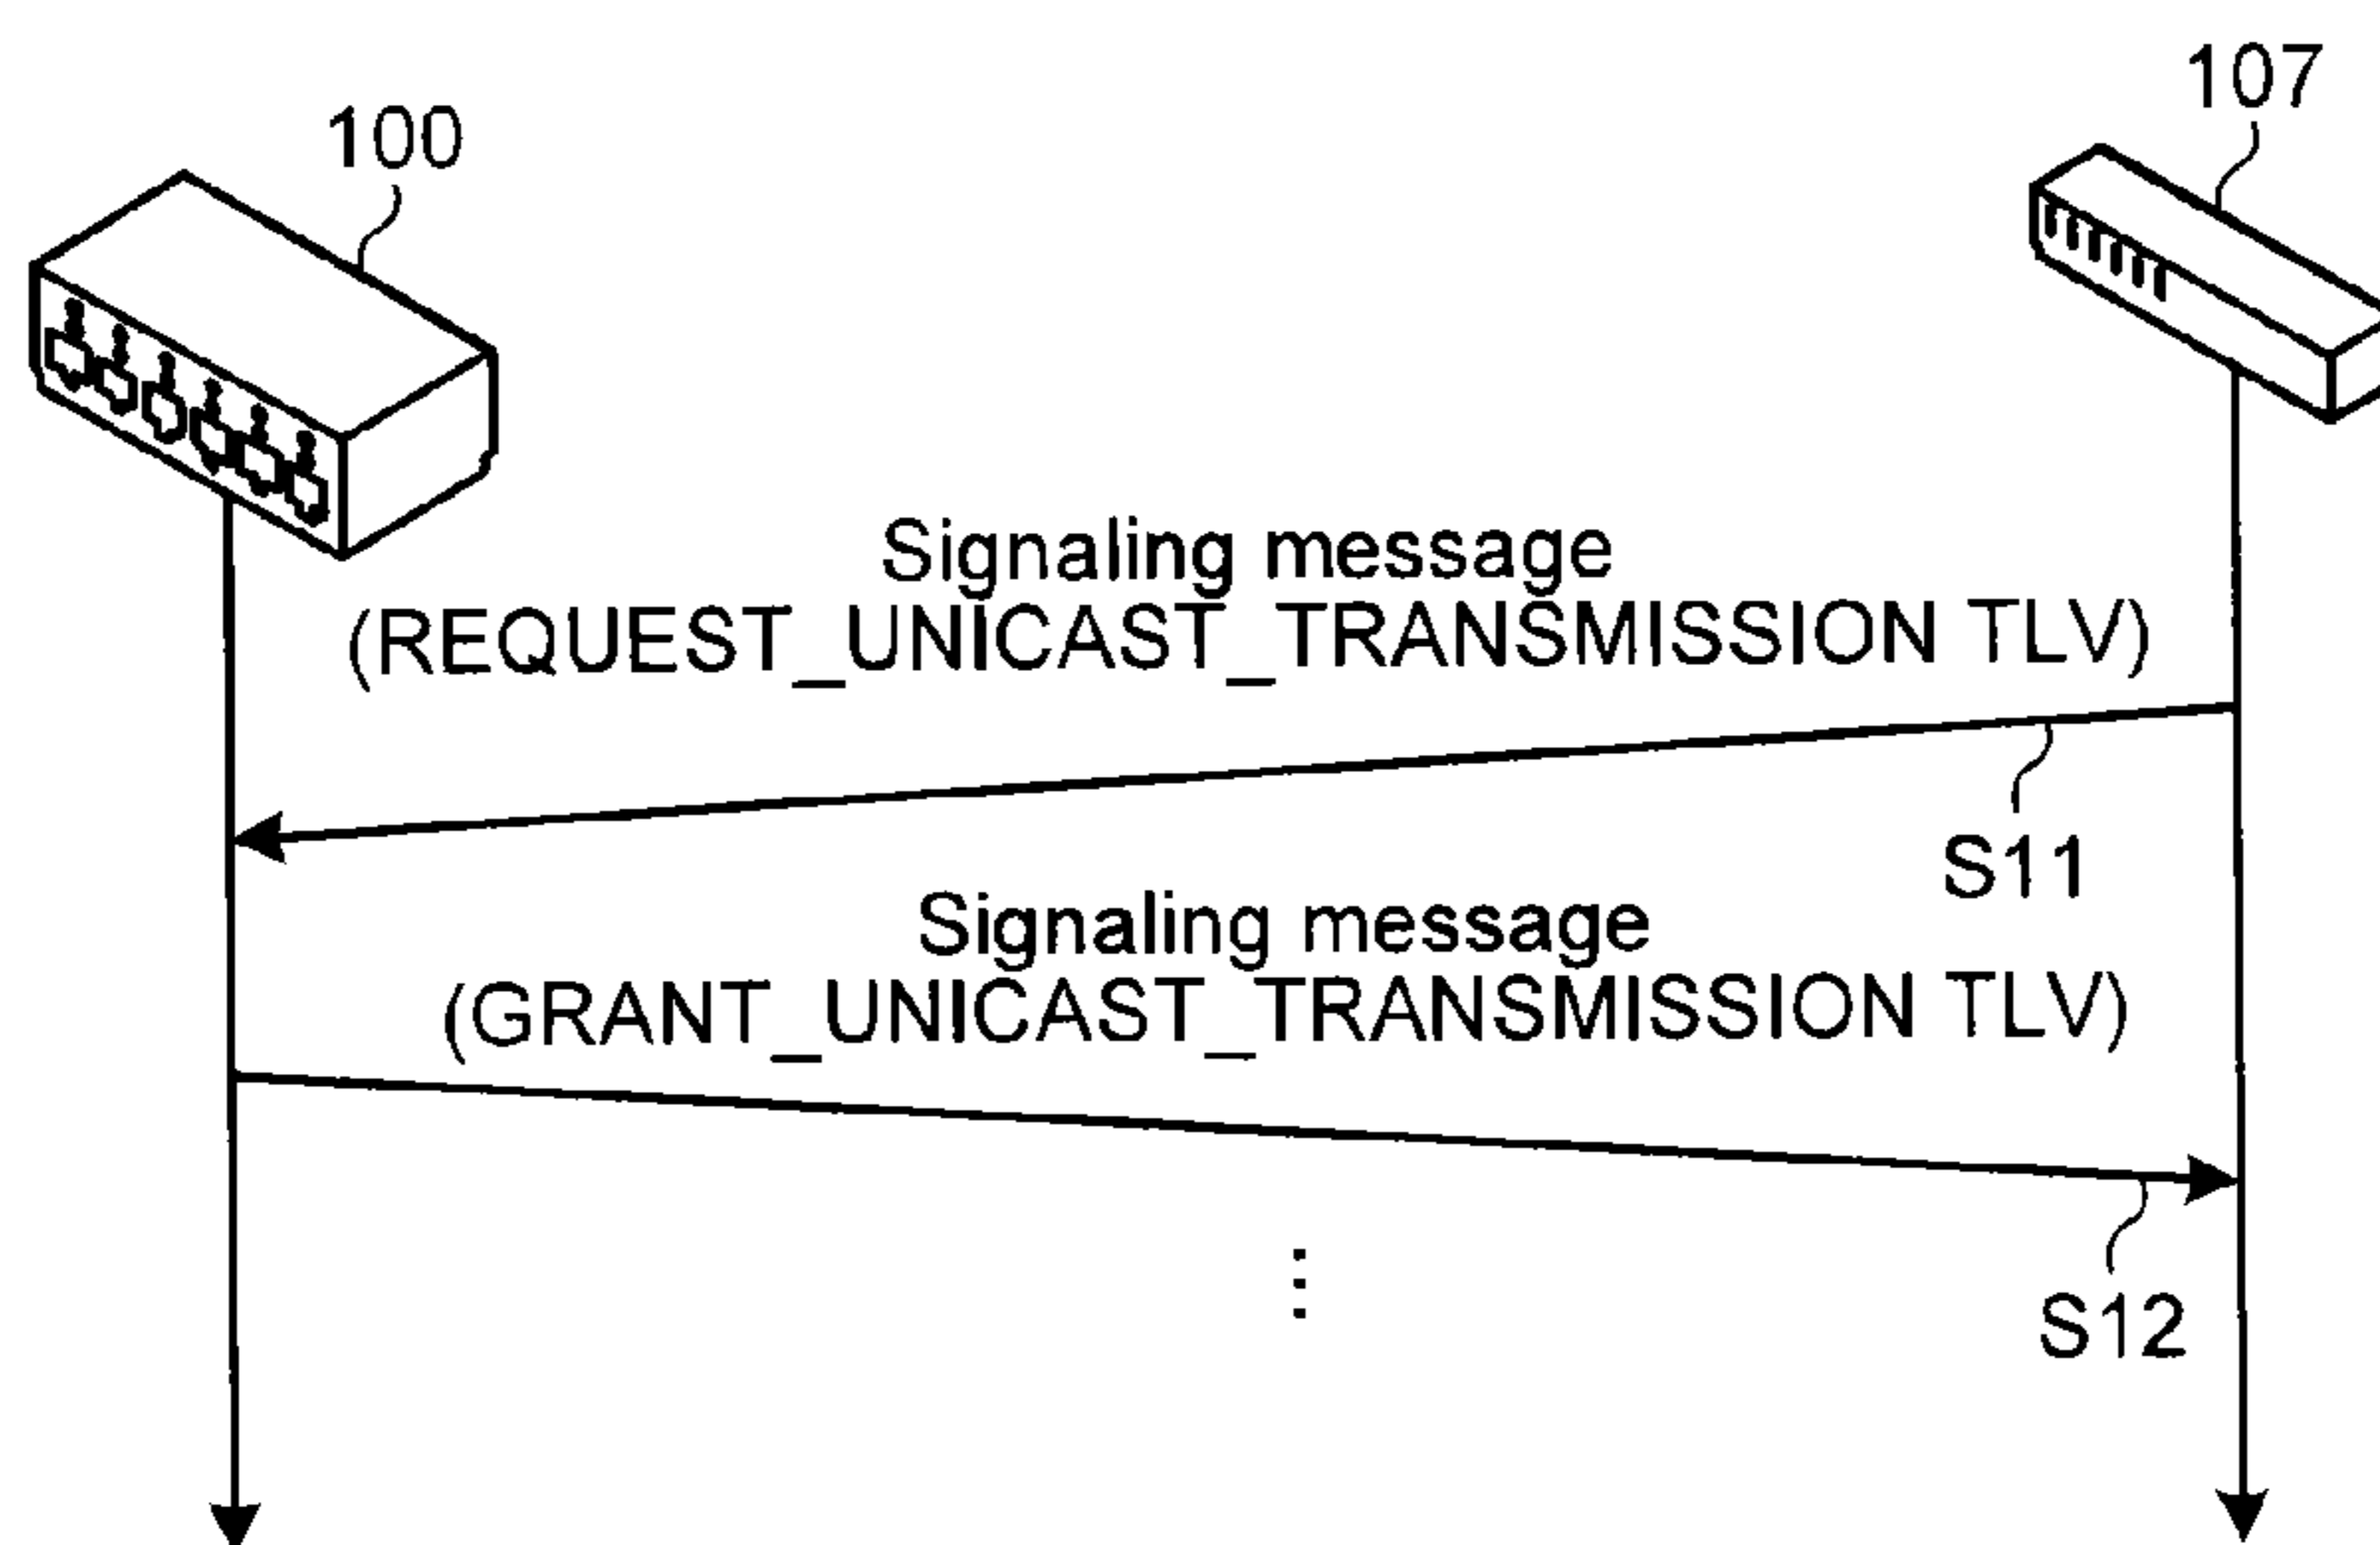 100
107
Signaling message
(REQUEST_UNICAST_TRANSMISSION TLV)
S11
Signaling message
(GRANT_UNICAST_TRANSMISSION TLV)
S12